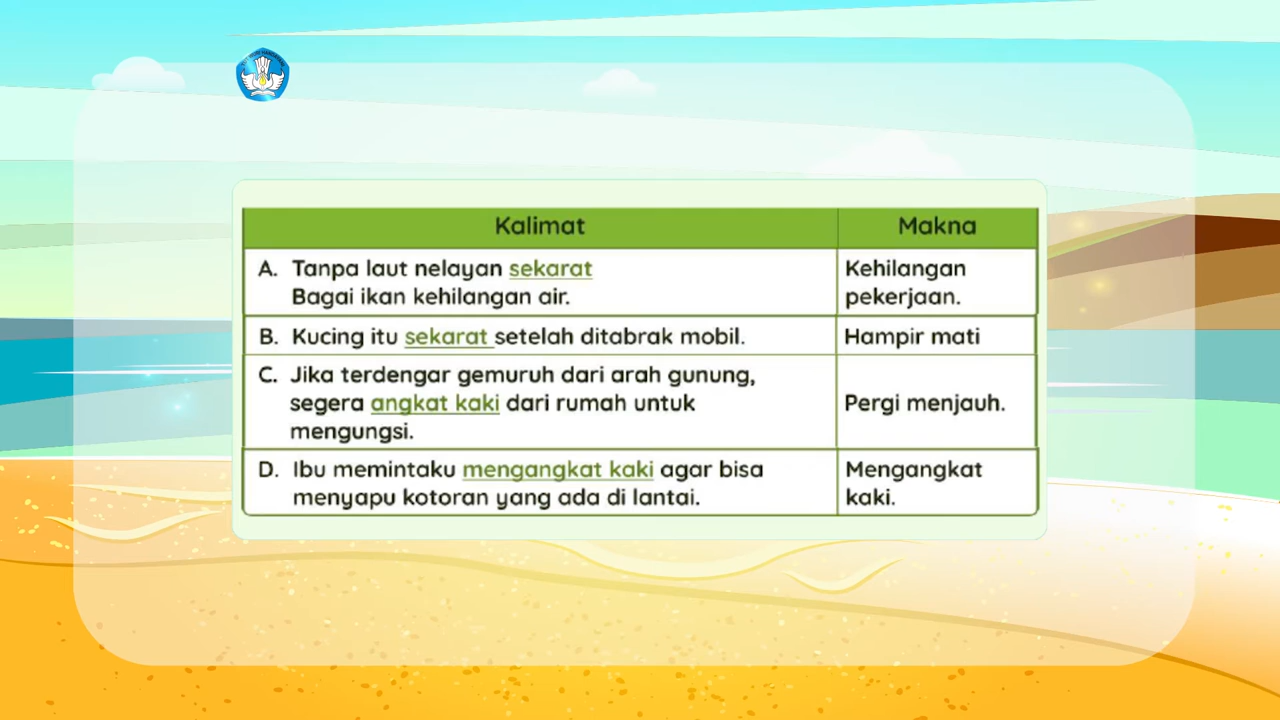 Kalimat
Makna
A. Tanpa laut nelayan sekarat
Bagai ikan kehilangan air.
Kehilangan
pekerjaan.
B. Kucing itu sekarat setelah ditabrak mobil.
Hampir mati
C. Jika terdengar gemuruh dari arah gunung,
segera angkat kaki dari rumah untuk
mengungsi.
Pergi menjauh.
D. Ibu memintaku mengangkat kaki agar bisa
menyapu kotoran yang ada di lantai.
Mengangkat
kaki.